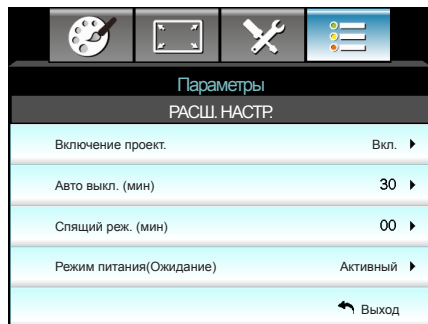 Параметры
РАСШ. НАСТР.
Включение проект. Вкл.
Авто выкл. (мин) 30
Спящий реж. (мин) 00
Режим питания(Ожидание) Активный
Выход